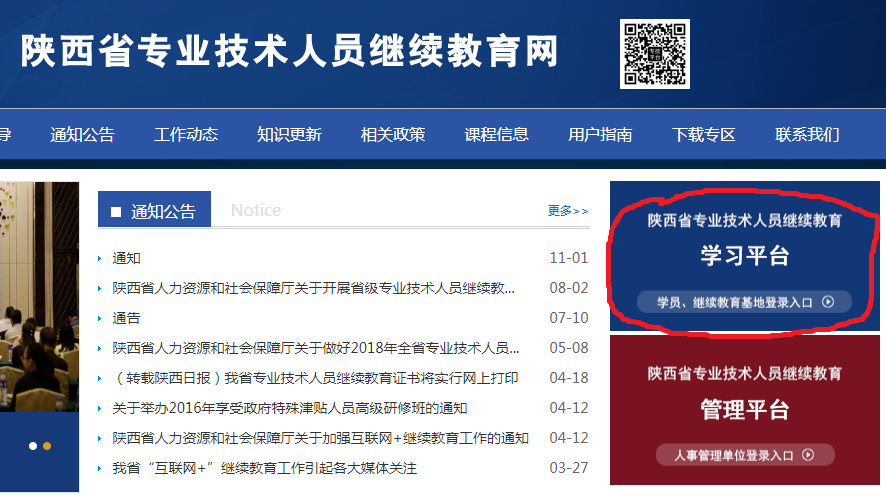 陕西省专业技术人员继续教育网
导 通知公告 工作动态 知识更新 相关政策 课程信息 用户指南 下载专区 联系我们
通知公告 Notice 更多>>
通知 11-01
陕西省人力资源和社会保障厅关于开展省级专业技术人员继续教... 08-02
通告 07-10
陕西省人力资源和社会保障厅关于做好2018年全省专业技术人员... 05-08
（转载陕西日报）我省专业技术人员继续教育证书将实行网上打印 04-18
关于举办2016年享受政府特殊津贴人员高级研修班的通知 04-12
陕西省人力资源和社会保障厅关于加强互联网+继续教育工作的通知 04-12
我省“互联网+”继续教育工作引起各大媒体关注 03-27
陕西省专业技术人员继续教育
学习平台
学员、继续教育基地登录入口
陕西省专业技术人员继续教育
管理平台
人事管理单位登录入口